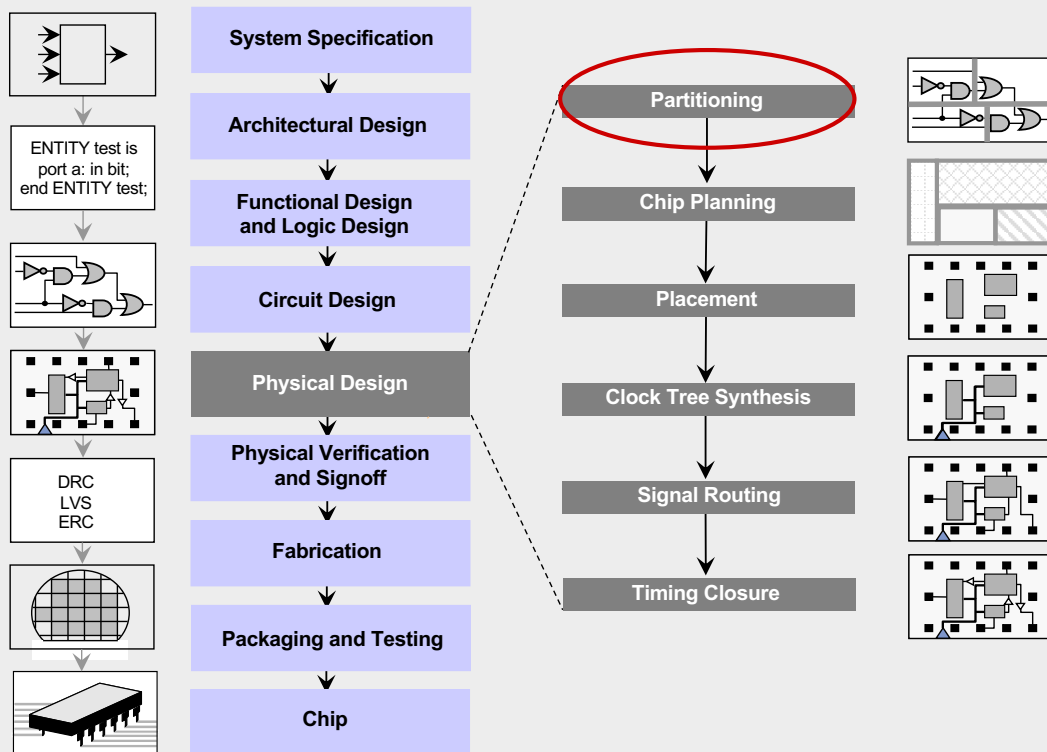 System Specification
Architectural Design
ENTITY test is
port a: in bit;
end ENTITY test;
Functional Design
and Logic Design
Circuit Design
Physical Design
Physical Verification
and Signoff
DRC
LVS
ERC
Fabrication
Packaging and Testing
Chip
Partitioning
Chip Planning
Placement
Clock Tree Synthesis
Signal Routing
Timing Closure